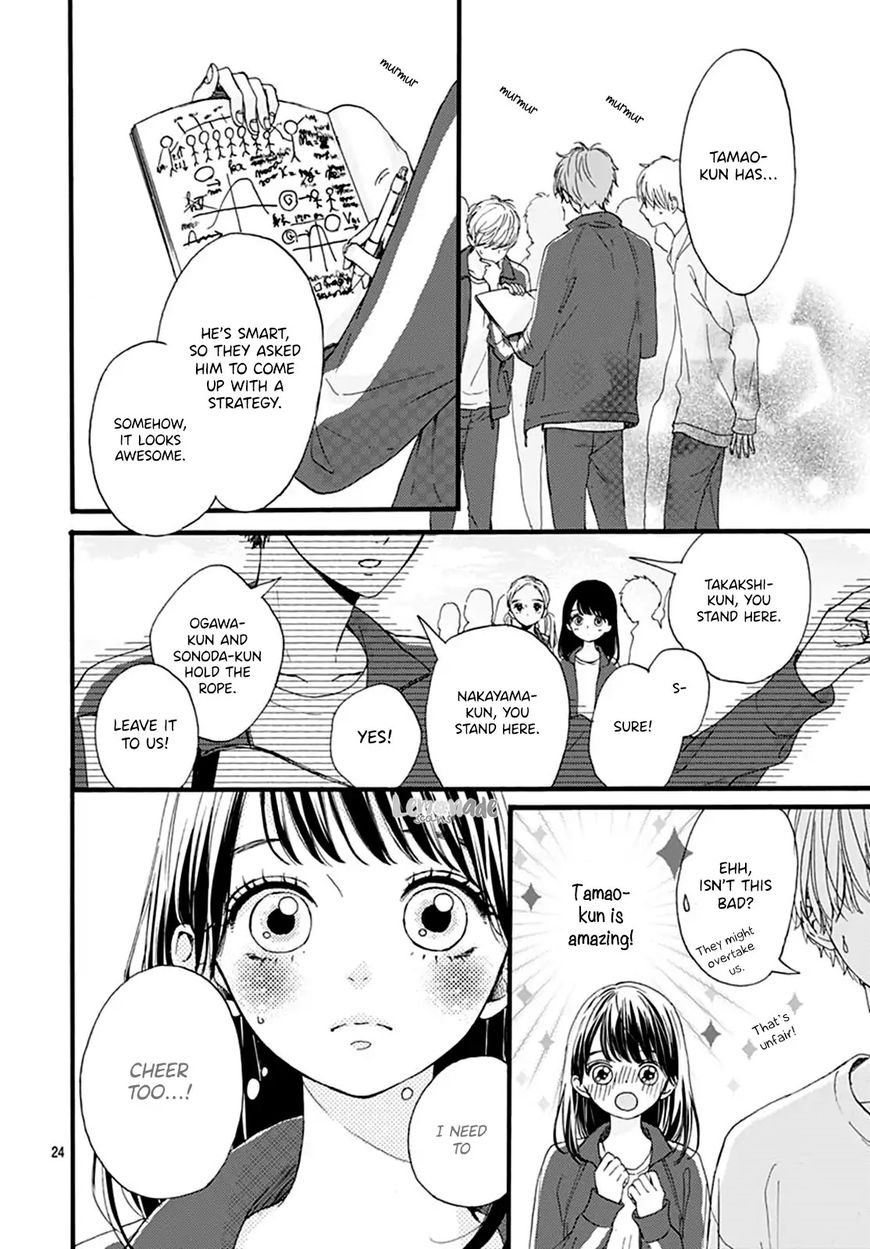 murmur
murmur
murmur
TAMAO-
KUN HAS...
HE'S SMART,
SO THEY ASKED
HIM TO COME
UP WITH A
STRATEGY.
SOMEHOW,
IT LOOKS
AWESOME.
TAKAKSHI-
KUN, YOU
STAND HERE.
S-
SURE!
NAKAYAMA-
KUN, YOU
STAND HERE.
YES!
OGAWA-
KUN AND
SONODA-KUN
HOLD THE
ROPE.
LEAVE IT
TO US!
EHH,
ISN'T THIS
BAD?
They might
overtake
us.
That's
unfair!
Tamao-
kun is
amazing!
I NEED TO
CHEER
TOO...!
Lemonade
scans
24